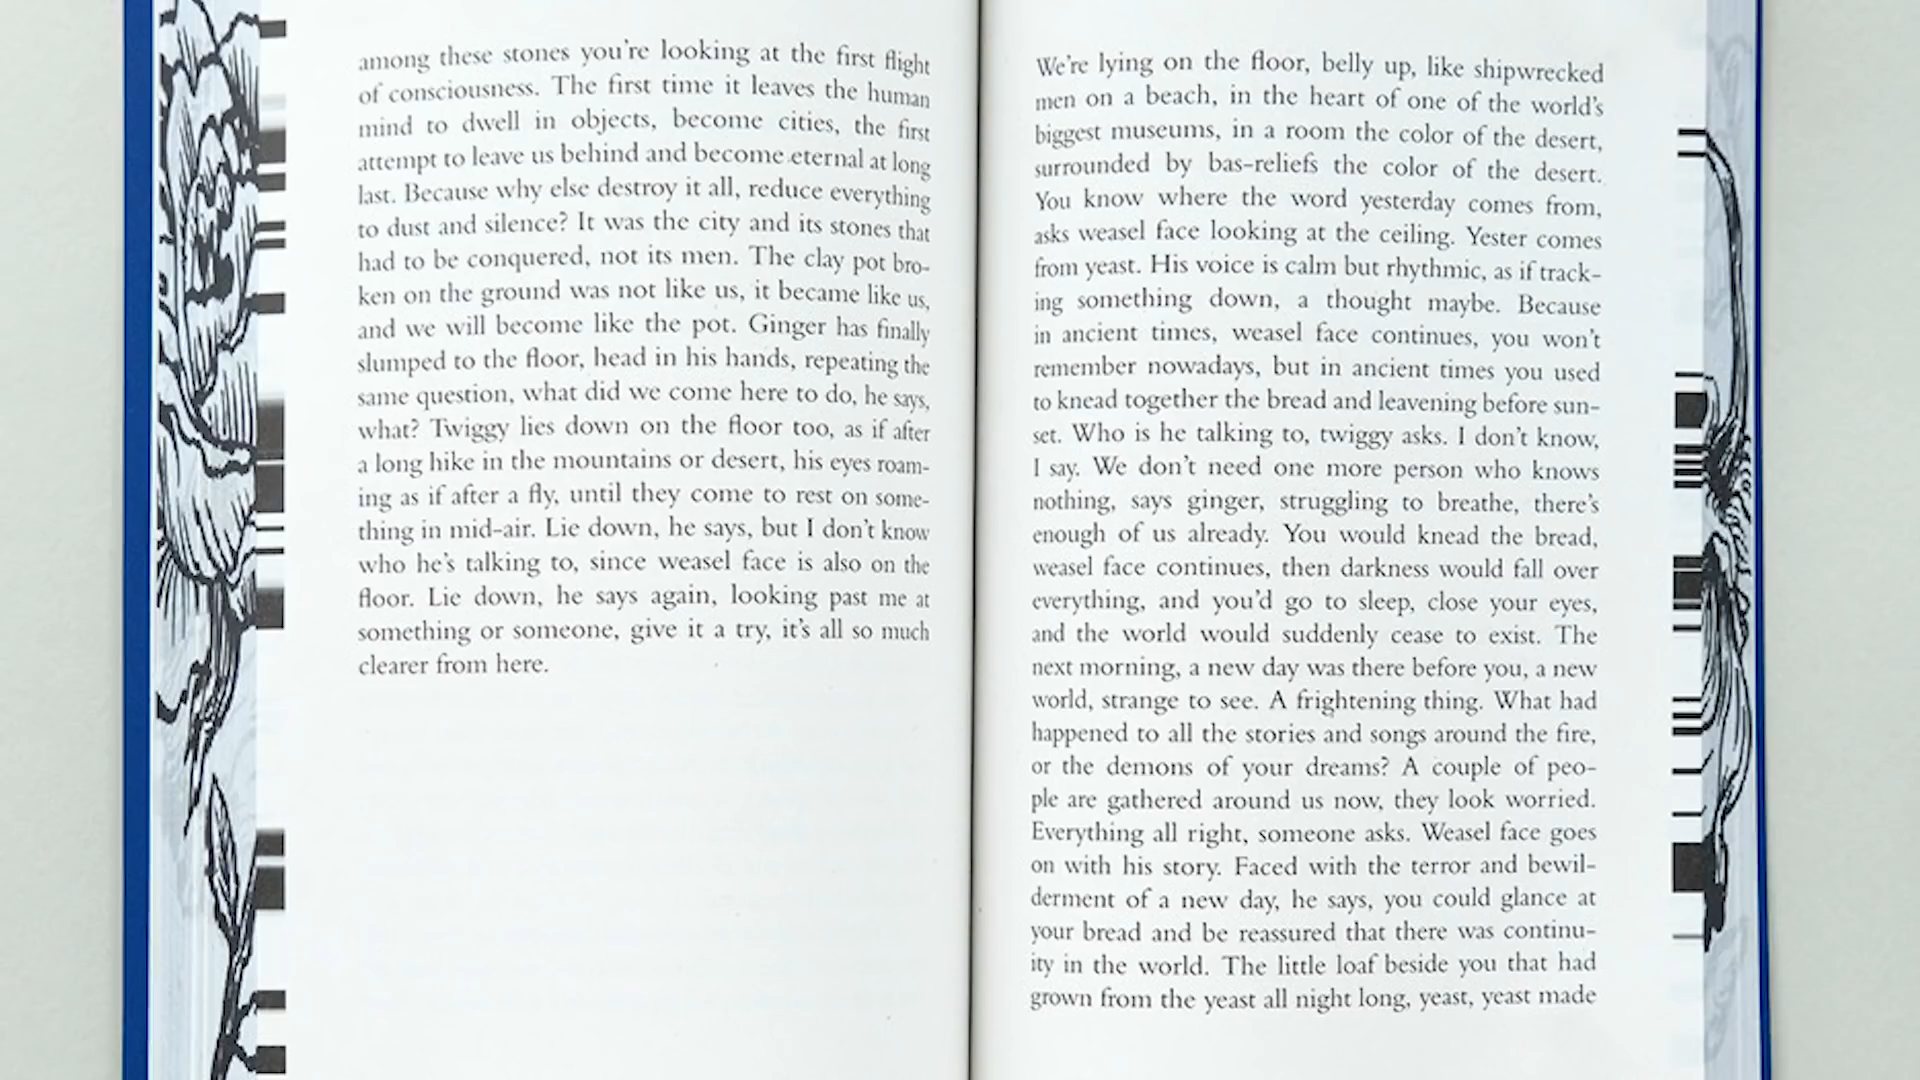 among these stones you're looking at the first flight
of consciousness. The first time it leaves the human
mind to dwell in objects, become cities, the first
attempt to leave us behind and become eternal at long
last. Because why else destroy it all, reduce everything
to dust and silence? It was the city and its stones that
had to be conquered, not its men. The clay pot bro-
ken on the ground was not like us, it became like us,
and we will become like the pot. Ginger has finally
slumped to the floor, head in his hands, repeating the
same question, what did we come here to do, he says,
what? Twiggy lies down on the floor too, as if after
a long hike in the mountains or desert, his eyes roam-
ing as if after a fly, until they come to rest on some-
thing in mid-air. Lie down, he says, but I don't know
who he's talking to, since weasel face is also on the
floor. Lie down, he says again, looking past me at
something or someone, give it a try, it's all so much
clearer from here.
We're lying on the floor, belly up, like shipwrecked
men on a beach, in the heart of one of the world's
biggest museums, in a room the color of the desert,
surrounded by bas-reliefs the color of the desert.
You know where the word yesterday comes from,
asks weasel face looking at the ceiling. Yester comes
from yeast. His voice is calm but rhythmic, as if track-
ing something down, a thought maybe. Because
in ancient times, weasel face continues, you won't
remember nowadays, but in ancient times you used
to knead together the bread and leavening before sun-
set. Who is he talking to, twiggy asks. I don't know,
I say. We don't need one more person who knows
nothing, says ginger, struggling to breathe, there's
enough of us already. You would knead the bread,
weasel face continues, then darkness would fall over
everything, and you'd go to sleep, close your eyes,
and the world would suddenly cease to exist. The
next morning, a new day was there before you, a new
world, strange to see. A frightening thing. What had
happened to all the stories and songs around the fire,
or the demons of your dreams? A couple of peo-
ple are gathered around us now, they look worried.
Everything all right, someone asks. Weasel face goes
on with his story. Faced with the terror and bewil-
derment of a new day, he says, you could glance at
your bread and be reassured that there was continu-
ity in the world. The little loaf beside you that had
grown from the yeast all night long, yeast, yeast made